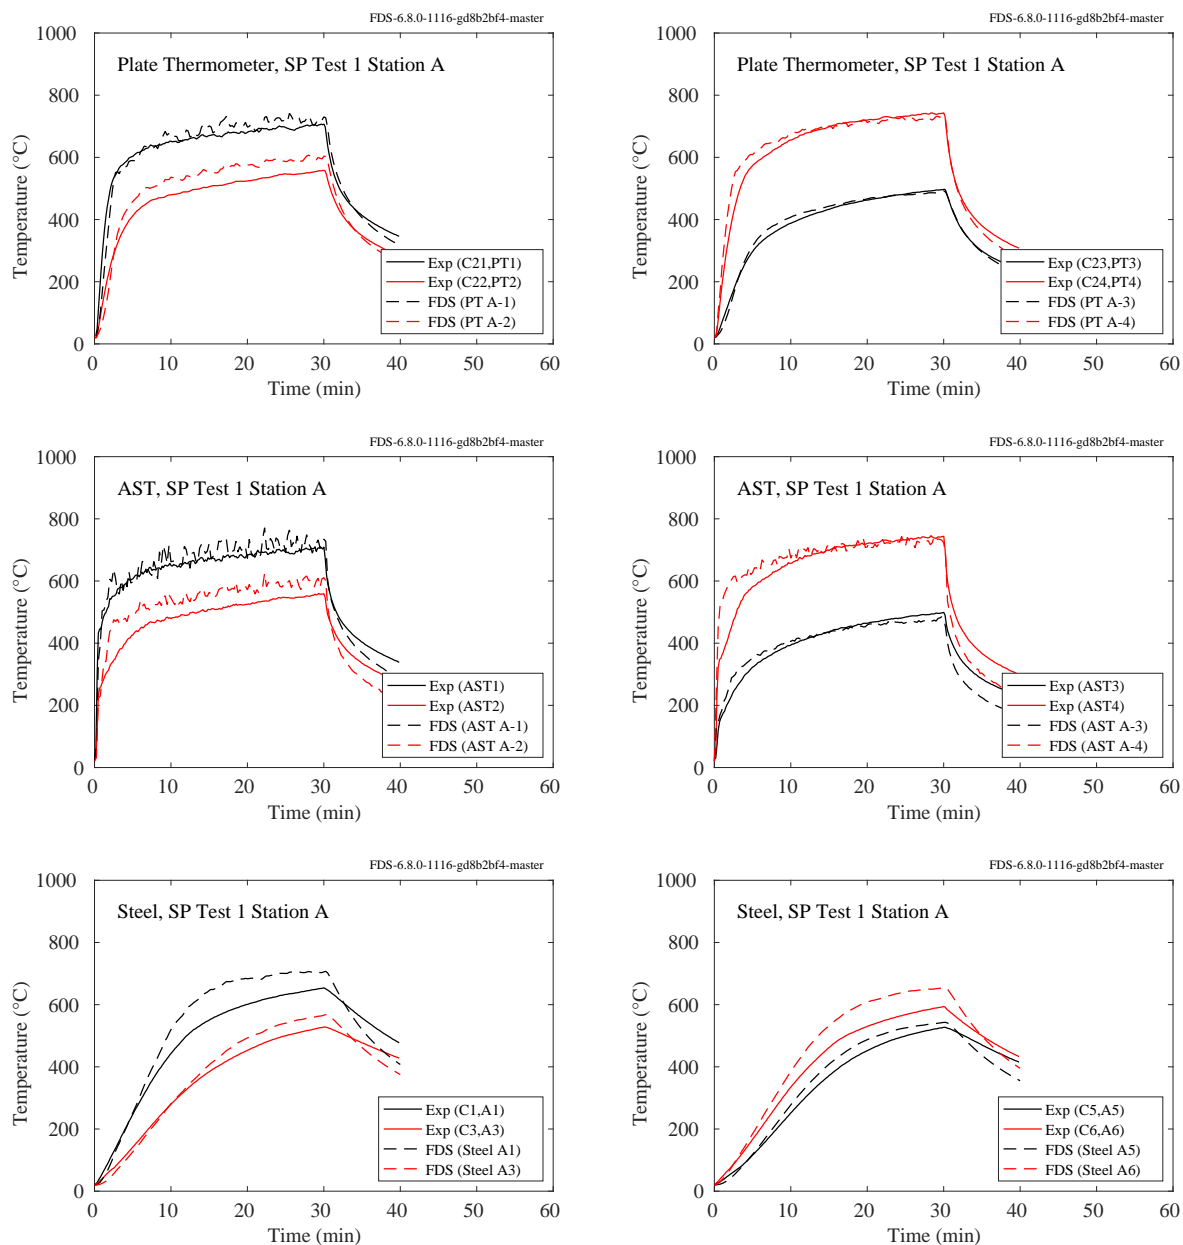 FDS-6.8.0-1116-gd8b2bf4-master
Plate Thermometer, SP Test 1 Station A
Temperature (°C)
1000
800
600
400
200
0
Exp (C21,PT1)
Exp (C22,PT2)
FDS (PT A-1)
FDS (PT A-2)
0 10 20 30 40 50 60
Time (min)
FDS-6.8.0-1116-gd8b2bf4-master
Plate Thermometer, SP Test 1 Station A
Temperature (°C)
1000
800
600
400
200
0
Exp (C23,PT3)
Exp (C24,PT4)
FDS (PT A-3)
FDS (PT A-4)
0 10 20 30 40 50 60
Time (min)
FDS-6.8.0-1116-gd8b2bf4-master
AST, SP Test 1 Station A
Temperature (°C)
1000
800
600
400
200
0
Exp (AST1)
Exp (AST2)
FDS (AST A-1)
FDS (AST A-2)
0 10 20 30 40 50 60
Time (min)
FDS-6.8.0-1116-gd8b2bf4-master
AST, SP Test 1 Station A
Temperature (°C)
1000
800
600
400
200
0
Exp (AST3)
Exp (AST4)
FDS (AST A-3)
FDS (AST A-4)
0 10 20 30 40 50 60
Time (min)
FDS-6.8.0-1116-gd8b2bf4-master
Steel, SP Test 1 Station A
Temperature (°C)
1000
800
600
400
200
0
Exp (C1,A1)
Exp (C3,A3)
FDS (Steel A1)
FDS (Steel A3)
0 10 20 30 40 50 60
Time (min)
FDS-6.8.0-1116-gd8b2bf4-master
Steel, SP Test 1 Station A
Temperature (°C)
1000
800
600
400
200
0
Exp (C5,A5)
Exp (C6,A6)
FDS (Steel A5)
FDS (Steel A6)
0 10 20 30 40 50 60
Time (min)